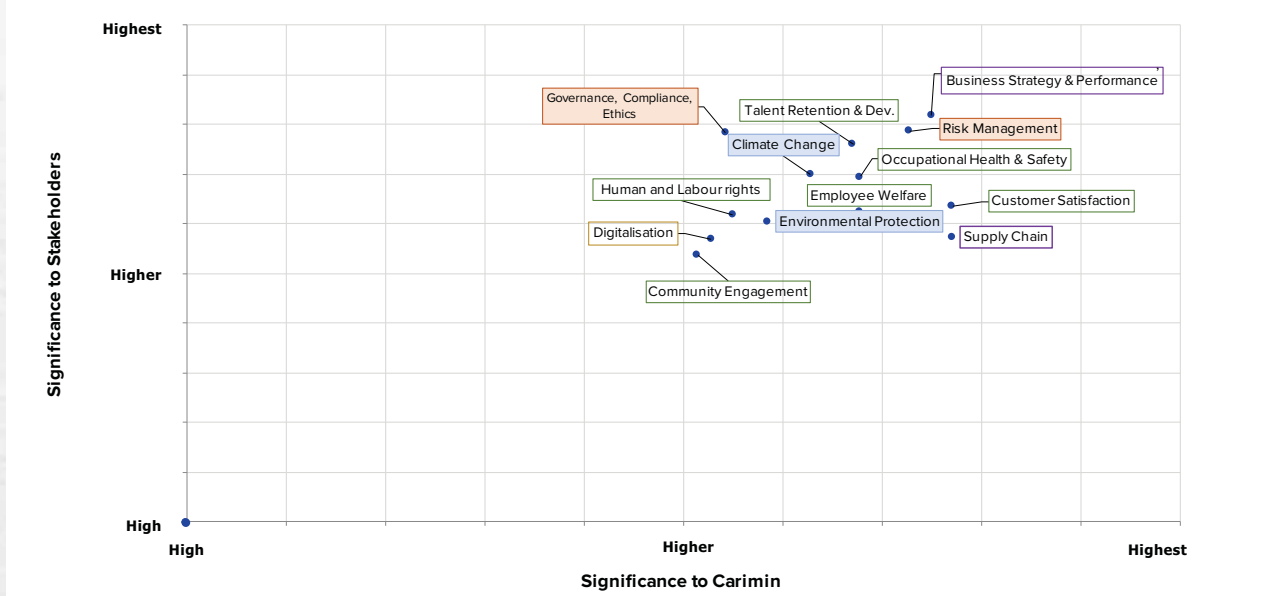 Highest
Business Strategy & Performance
Governance, Compliance,
Ethics
Talent Retention & Dev.
Risk Management
Climate Change
Occupational Health & Safety
Human and Labour rights
Employee Welfare
Customer Satisfaction
Environmental Protection
Digitalisation
Supply Chain
Higher
Community Engagement
Significance to Stakeholders
High
High
Higher
Highest
Significance to Carimin